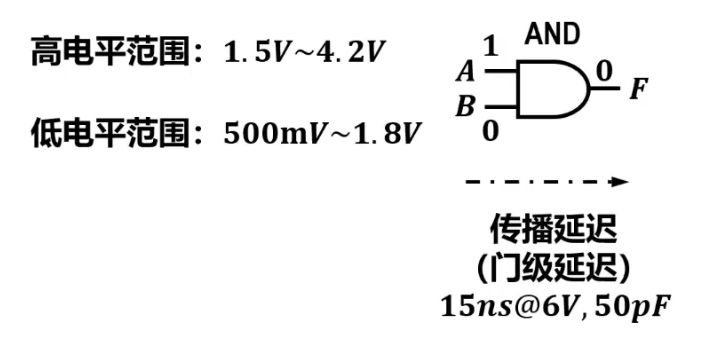 高电平范围：1.5V~4.2V
低电平范围：500mV~1.8V
AND
1
A
0
F
B
0
传播延迟
(门级延迟)
15ns@6V,50pF